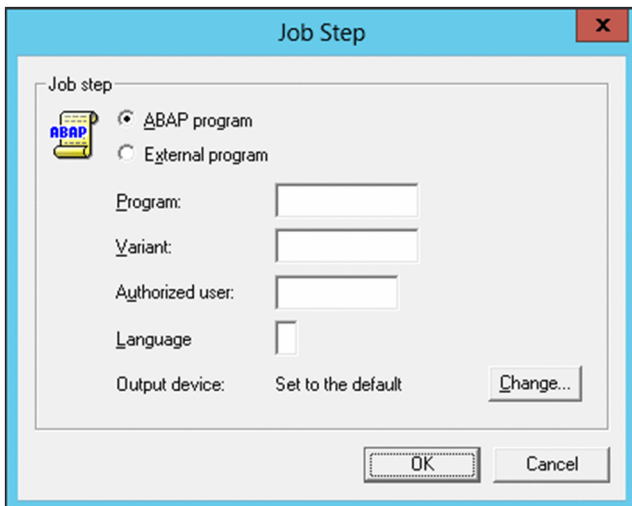 Job Step
x
Job step
ABAP
ABAP program
External program
Program:
Variant:
Authorized user:
Language
Output device: Set to the default Change...
OK Cancel